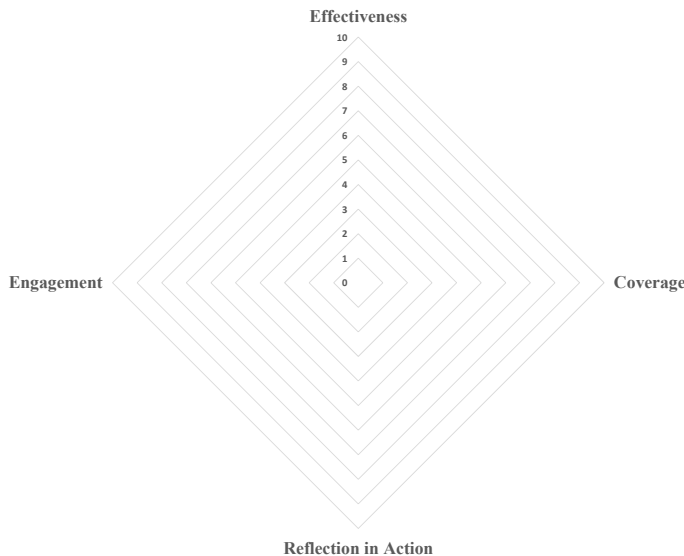 Effectiveness
10
9
8
7
6
5
4
3
2
1
Engagement
0
Coverage
Reflection in Action